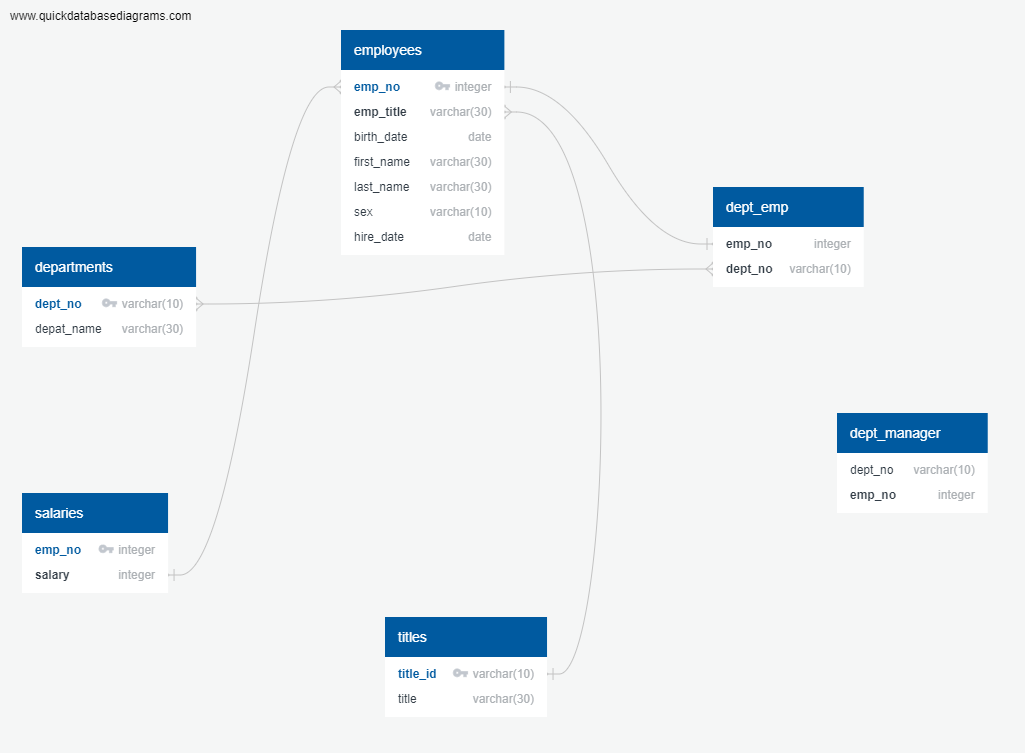 www.quickdatabasediagrams.com
employees
emp_no integer
emp_title varchar(30)
birth_date date
first_name varchar(30)
last_name varchar(30)
sex varchar(10)
hire_date date
dept_emp
emp_no integer
dept_no varchar(10)
departments
dept_no varchar(10)
depat_name varchar(30)
dept_manager
dept_no varchar(10)
emp_no integer
salaries
emp_no integer
salary integer
titles
title_id varchar(10)
title varchar(30)